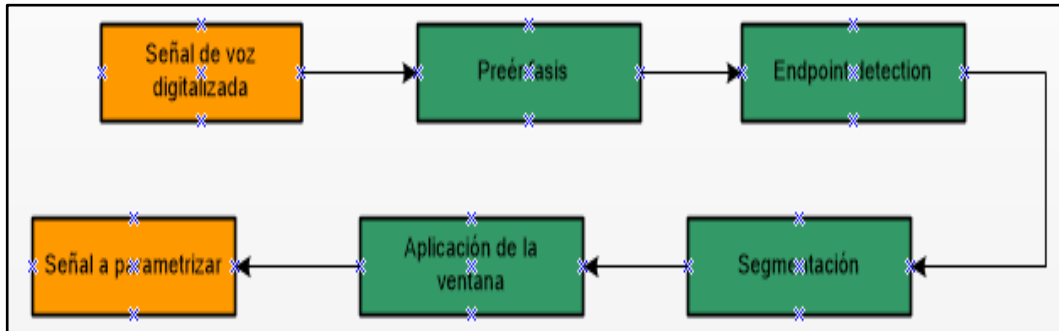 Señal de voz
digitalizada
Preénfasis
Endpoint detection
Segmentación
Aplicación de la
ventana
Señal a parametrizar